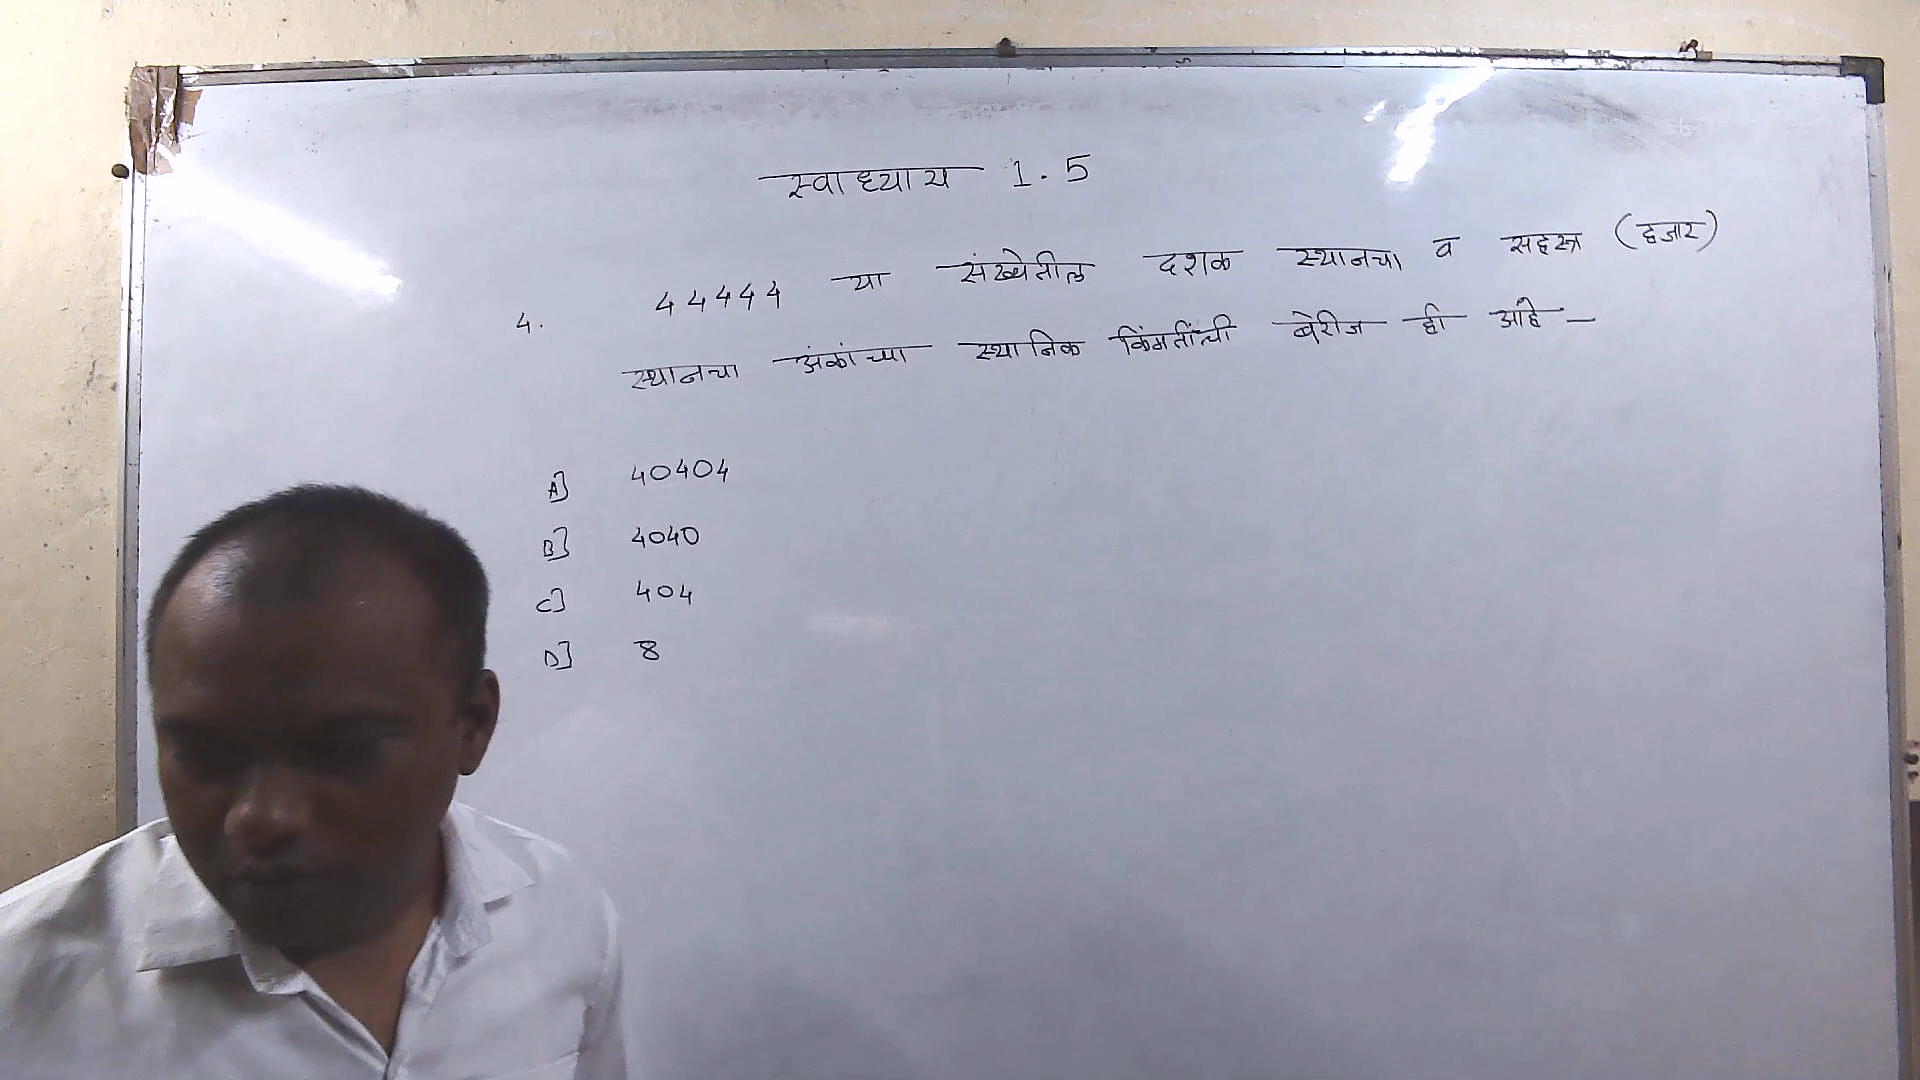 स्वाध्याय 1.5
4. 44444 या संख्येतील दशक स्थानचा व सहस्त्र (हजार)
स्थानचा अंकांच्या स्थानिक किंमतींची बेरीज ही आहे –
A] 40404
B] 4040
C] 404
D] 8